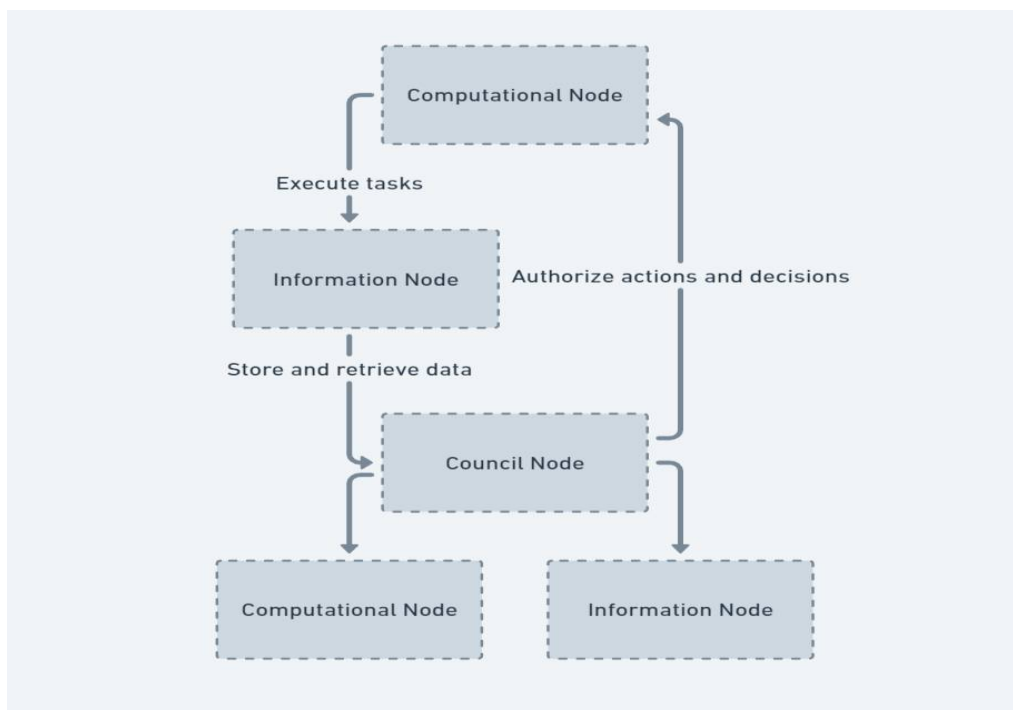 Computational Node
Execute tasks
Information Node
Authorize actions and decisions
Store and retrieve data
Council Node
Computational Node
Information Node